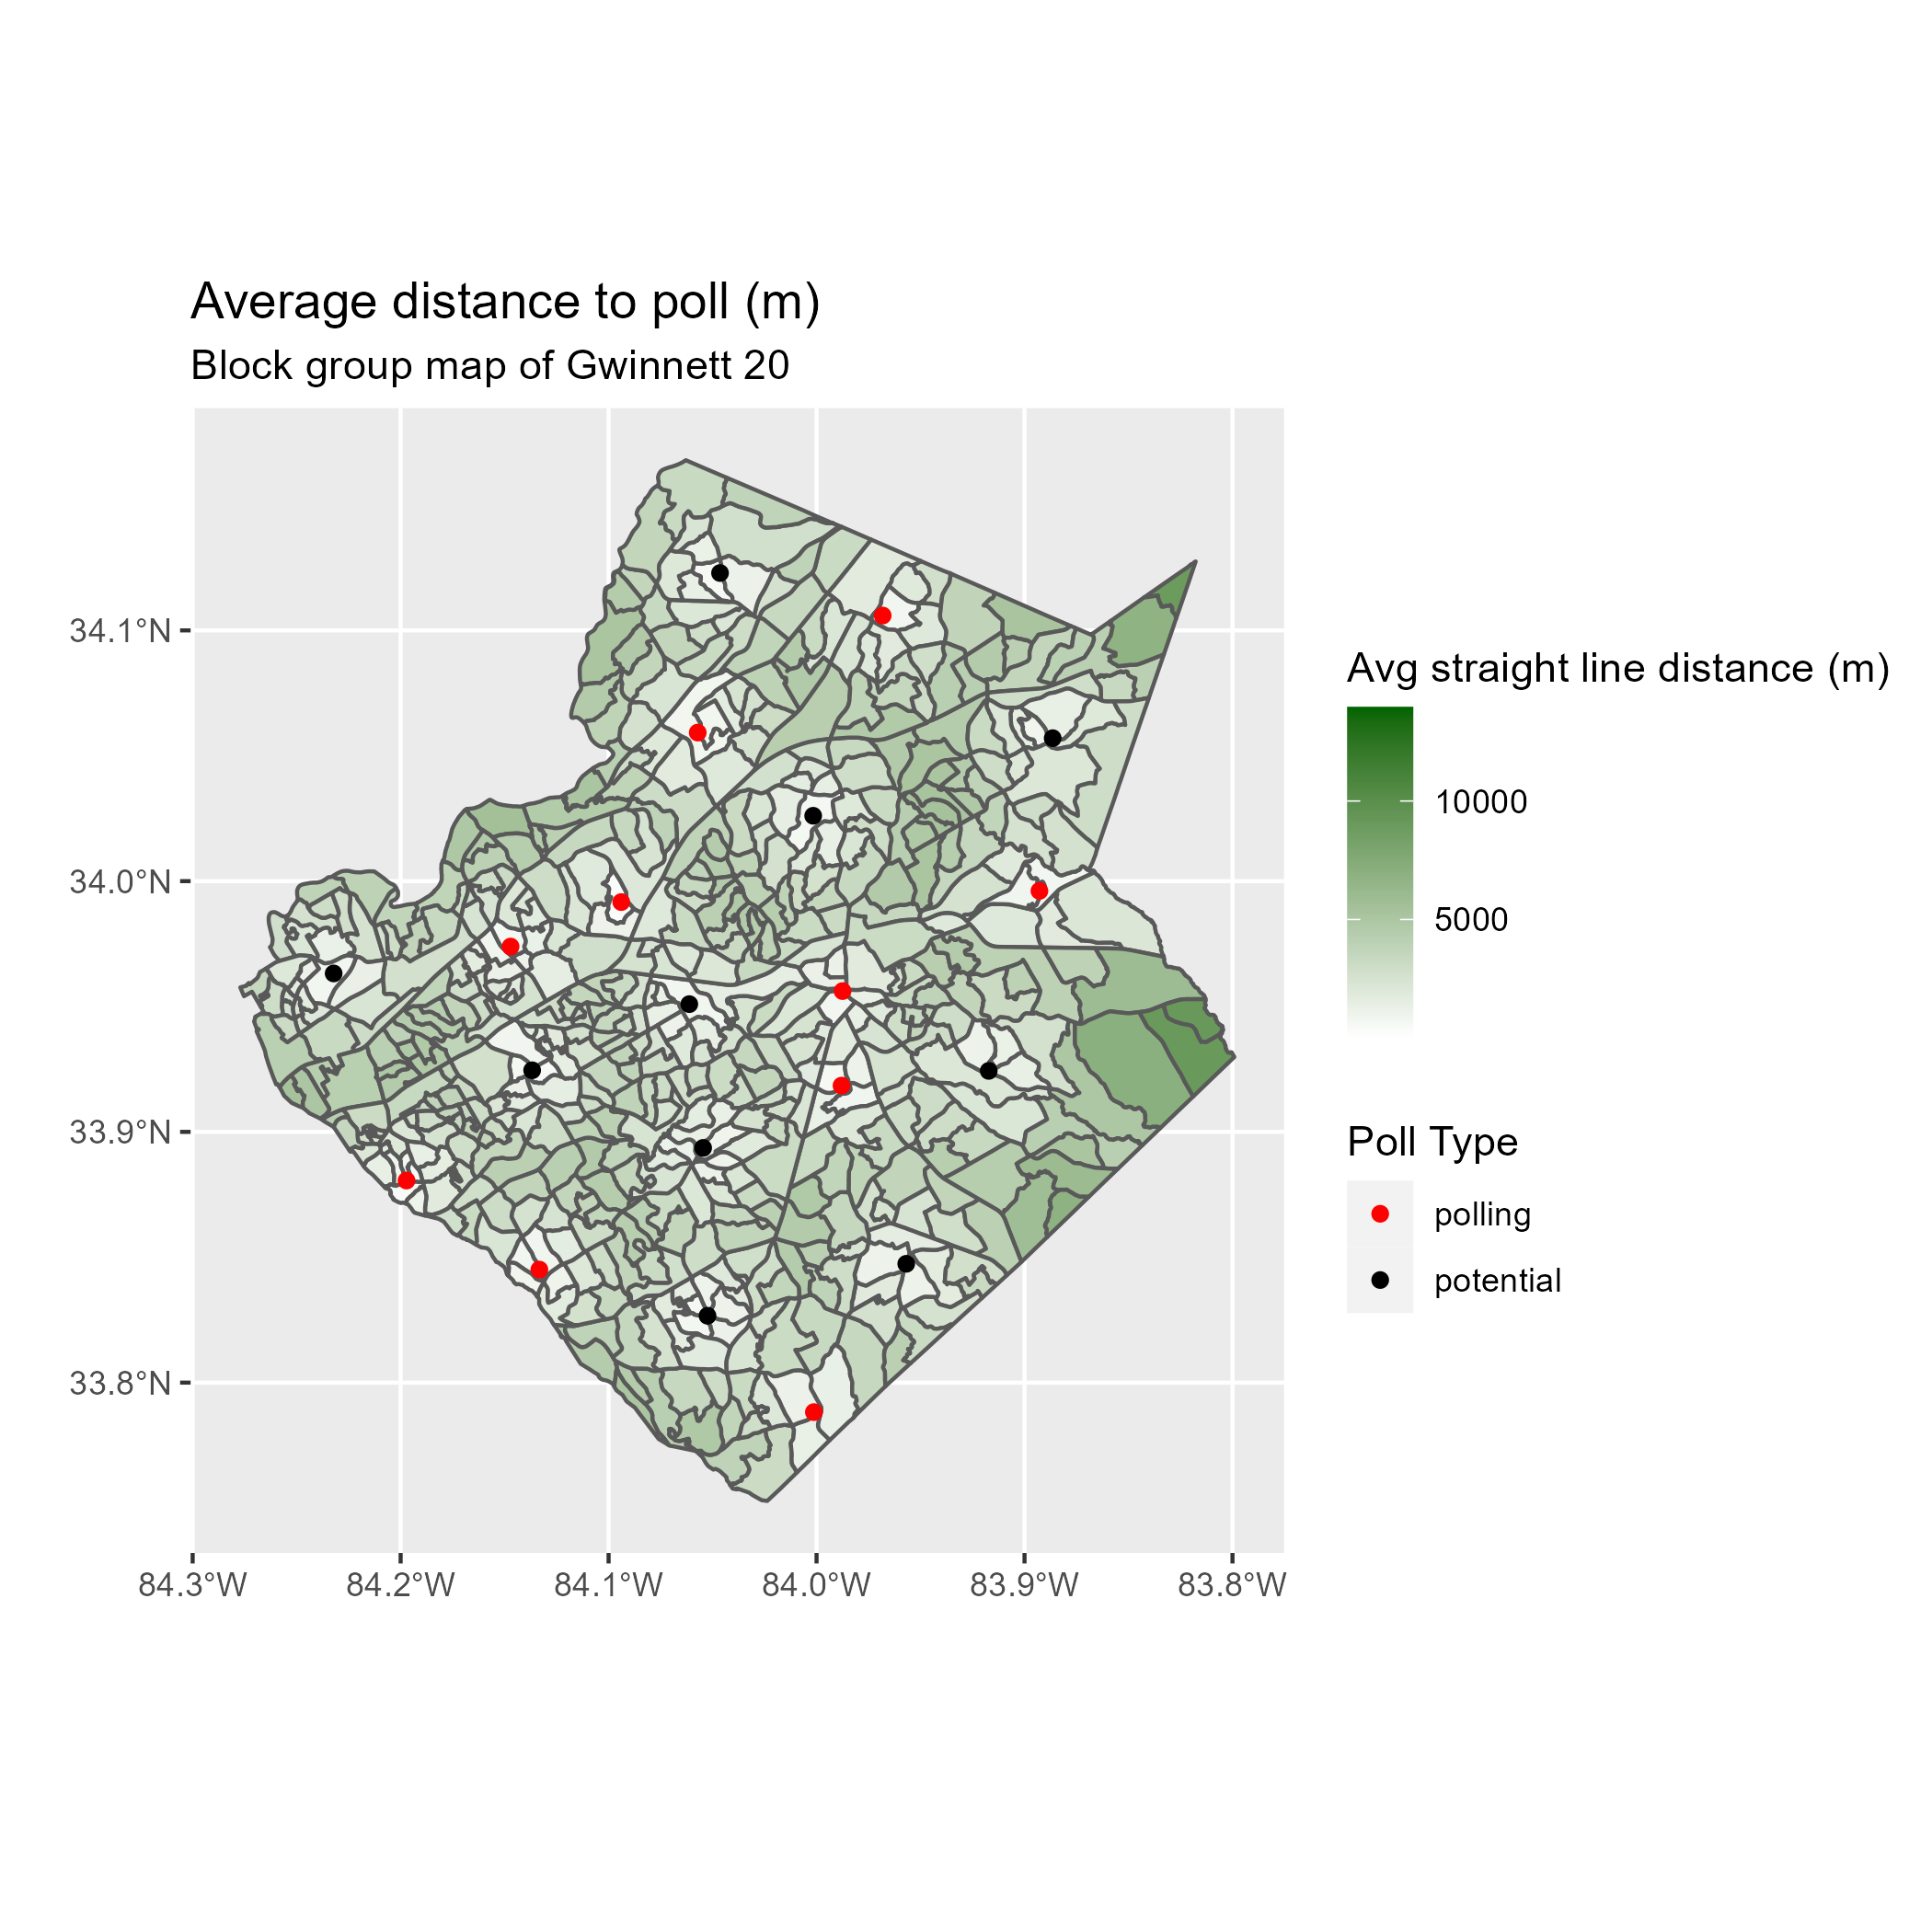 Average distance to poll (m)
Block group map of Gwinnett 20
34.1°N
34.0°N
33.9°N
33.8°N
84.3°W 84.2°W 84.1°W 84.0°W 83.9°W 83.8°W
Avg straight line distance (m)
10000
5000
Poll Type
polling
potential